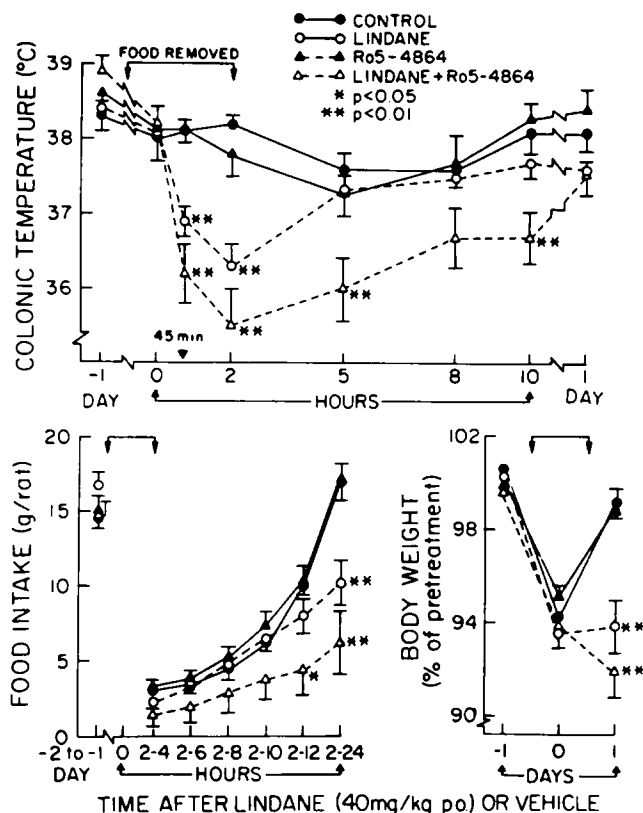 CONTROL
LINDANE
Ro5-4864
LINDANE+Ro5-4864
* p<0.05
** p<0.01
FOOD REMOVED
COLONIC TEMPERATURE (°C)
39
38
37
36
**
**
**
**
**
**
45 min
-1 0 2 5 8 10 1
DAY HOURS DAY
FOOD INTAKE (g/rat)
20
15
10
5
0
**
**
*
-2 to -1 0 2-4 2-6 2-8 2-10 2-12 2-24
DAY HOURS
BODY WEIGHT
(% of pretreatment)
102
98
94
90
**
**
-1 0 1
DAYS
TIME AFTER LINDANE (40mg/kg po.) OR VEHICLE